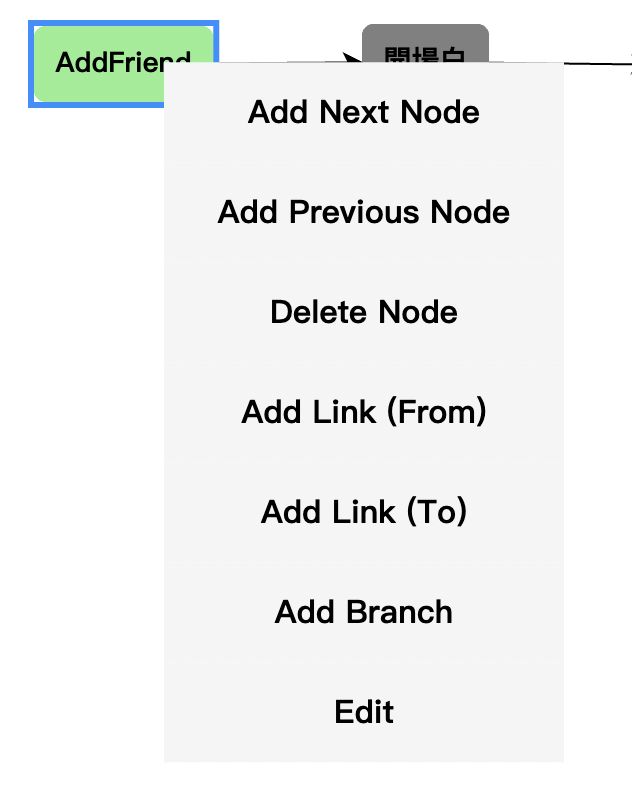 AddFriend
開場白
Add Next Node
Add Previous Node
Delete Node
Add Link (From)
Add Link (To)
Add Branch
Edit